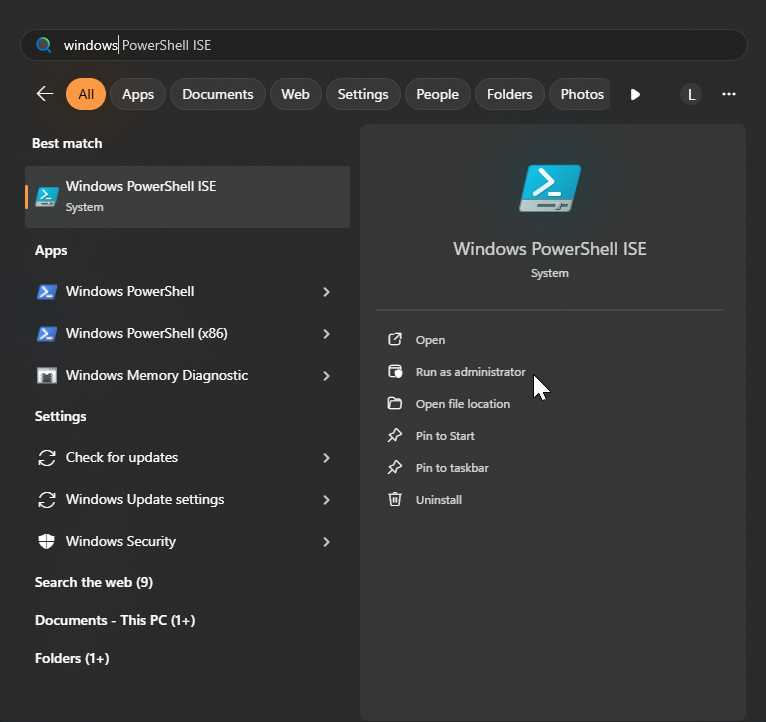 windows PowerShell ISE
All
Apps
Documents
Web
Settings
People
Folders
Photos
L
Best match
Windows PowerShell ISE
System
Apps
Windows PowerShell
Windows PowerShell (x86)
Windows Memory Diagnostic
Settings
Check for updates
Windows Update settings
Windows Security
Search the web (9)
Documents - This PC (1+)
Folders (1+)
Windows PowerShell ISE
System
Open
Run as administrator
Open file location
Pin to Start
Pin to taskbar
Uninstall